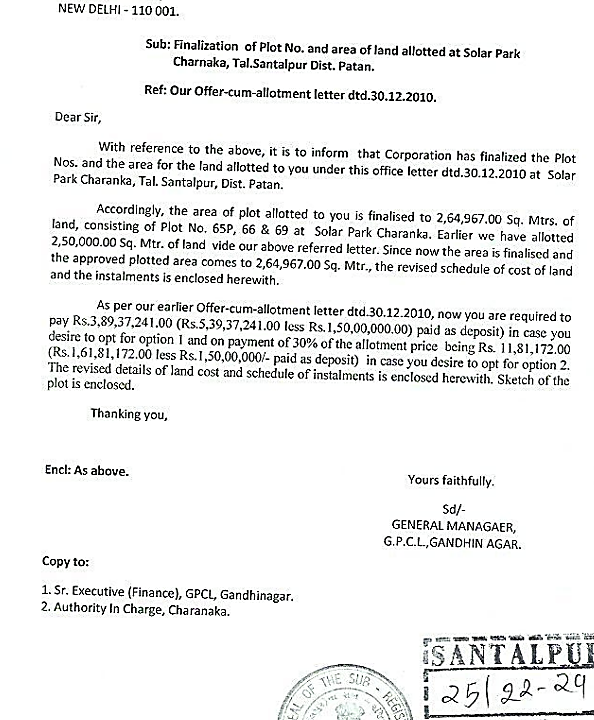 NEW DELHI - 110 001.
Sub: Finalization of Plot No. and area of land allotted at Solar Park
Charnaka, Tal.Santalpur Dist. Patan.
Ref: Our Offer-cum-allotment letter dtd.30.12.2010.
Dear Sir,
With reference to the above, it is to inform that Corporation has finalized the Plot
Nos. and the area for the land allotted to you under this office letter dtd.30.12.2010 at Solar
Park Charanka, Tal. Santalpur, Dist. Patan.
Accordingly, the area of plot allotted to you is finalised to 2,64,967.00 Sq. Mtrs. of
land, consisting of Plot No. 65P, 66 & 69 at Solar Park Charanka. Earlier we have allotted
2,50,000.00 Sq. Mtr. of land vide our above referred letter. Since now the area is finalised and
the approved plotted area comes to 2,64,967.00 Sq. Mtr., the revised schedule of cost of land
and the instalments is enclosed herewith.
As per our earlier Offer-cum-allotment letter dtd.30.12.2010, now you are required to
pay Rs.3,89,37,241.00 (Rs.5,39,37,241.00 less Rs.1,50,00,000.00) paid as deposit) in case you
desire to opt for option 1 and on payment of 30% of the allotment price being Rs. 11,81,172.00
(Rs.1,61,81,172.00 less Rs.1,50,00,000/- paid as deposit) in case you desire to opt for option 2.
The revised details of land cost and schedule of instalments is enclosed herewith. Sketch of the
plot is enclosed.
Thanking you,
Encl: As above.
Yours faithfully.
Sd/-
GENERAL MANAGAER,
G.P.C.L.,GANDHIN AGAR.
Copy to:
1. Sr. Executive (Finance), GPCL, Gandhinagar.
2. Authority In Charge, Charanaka.
SANTALPU
25/22-29
SEAL OF THE SUB - REGIS